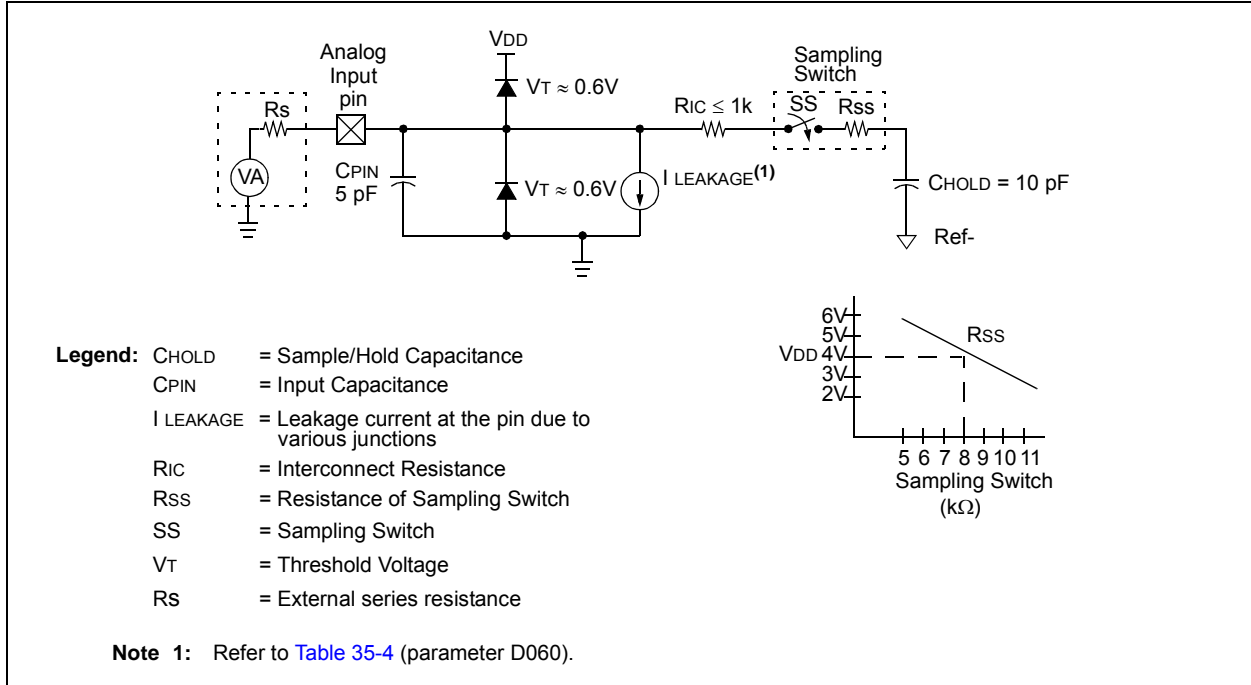 VDD
Analog
Input
pin
Sampling
Switch
VT ≈ 0.6V
Rs
RIC ≤ 1k
SS
Rss
VA
CPIN
5 pF
VT ≈ 0.6V
I LEAKAGE(1)
CHOLD = 10 pF
Ref-
6V
5V
VDD 4V
3V
2V
RSS
5 6 7 8 9 10 11
Sampling Switch
(kΩ)
Legend: CHOLD = Sample/Hold Capacitance
CPIN = Input Capacitance
I LEAKAGE = Leakage current at the pin due to
various junctions
RIC = Interconnect Resistance
RSS = Resistance of Sampling Switch
SS = Sampling Switch
VT = Threshold Voltage
Rs = External series resistance
Note 1: Refer to Table 35-4 (parameter D060).